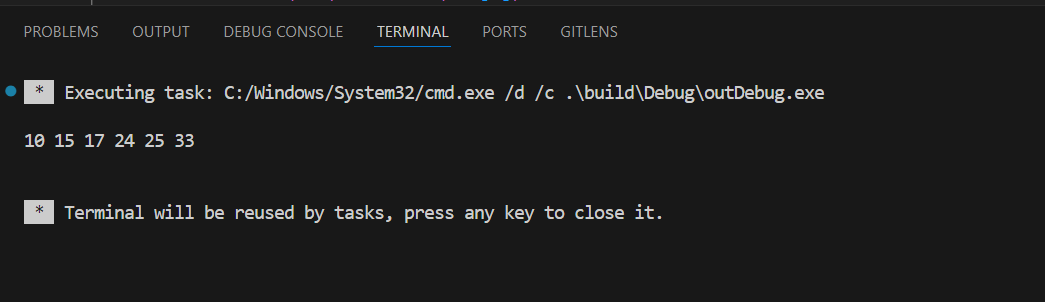 PROBLEMS OUTPUT DEBUG CONSOLE TERMINAL PORTS GITLENS
* Executing task: C:/Windows/System32/cmd.exe /d /c .\build\Debug\outDebug.exe
10 15 17 24 25 33
* Terminal will be reused by tasks, press any key to close it.